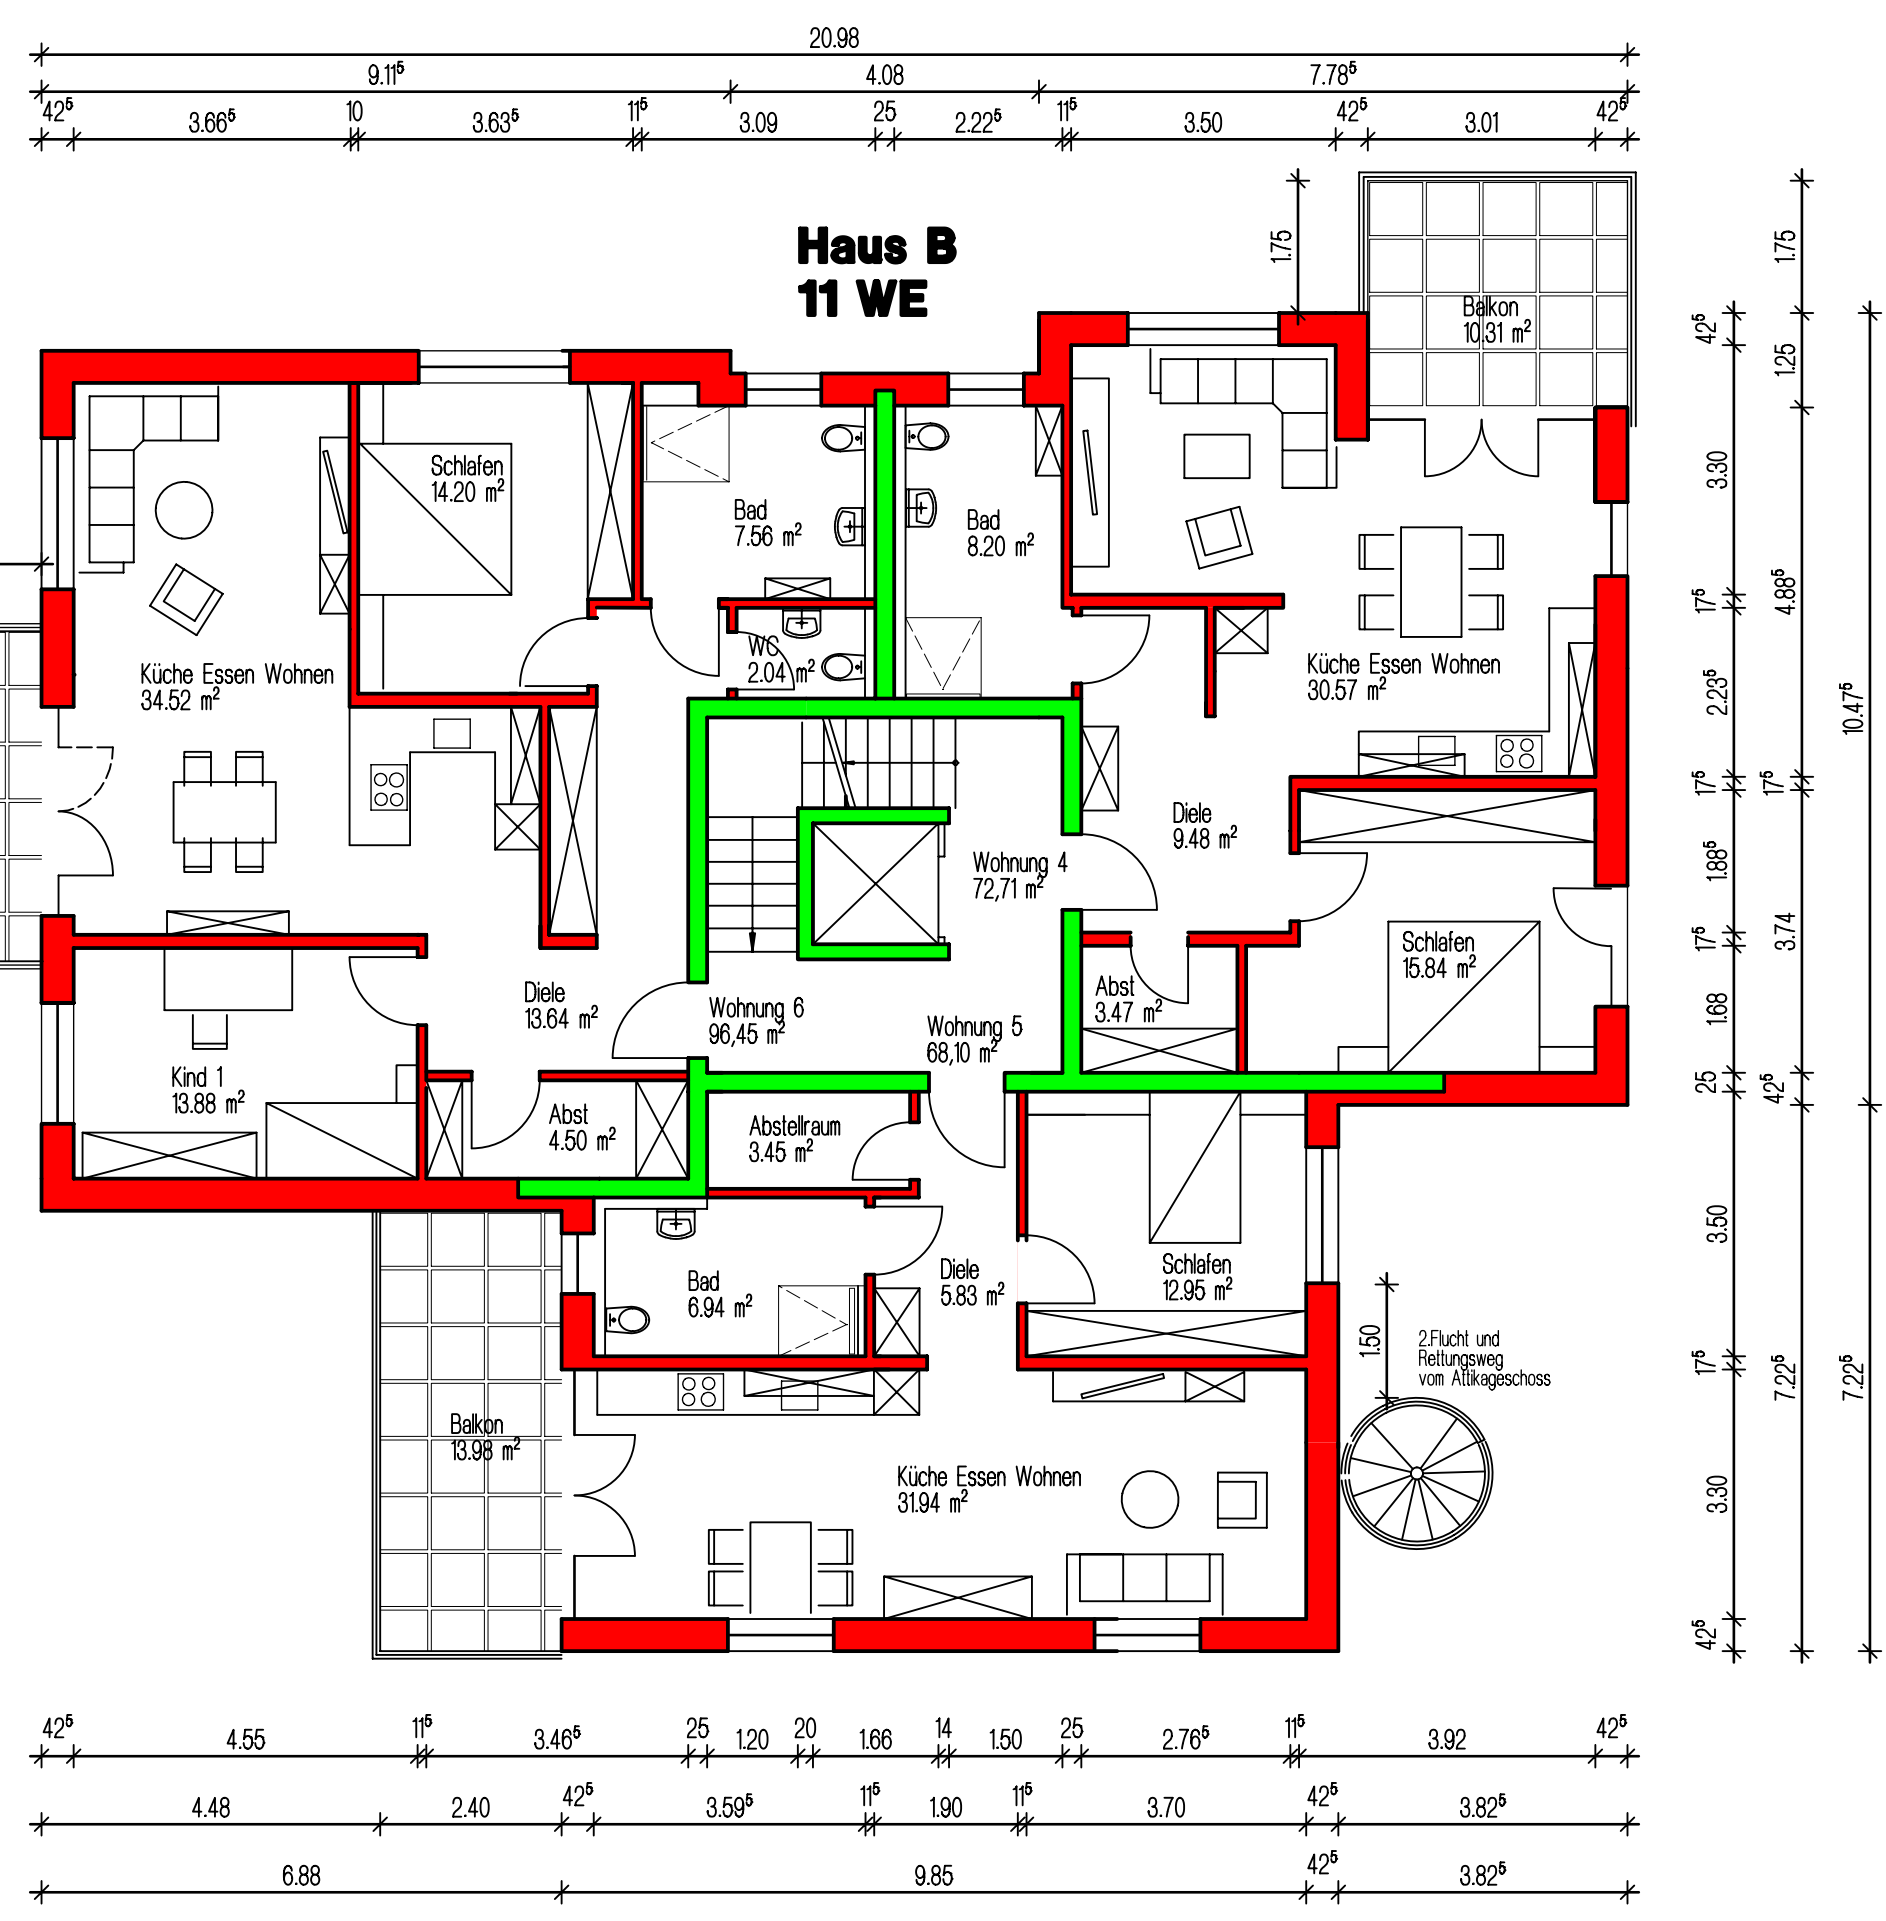 20.98
9.11⁵ 4.08 7.78⁵
42⁵ 3.66⁵ 10 3.63⁵ 11⁵ 3.09 25 2.22⁵ 11⁵ 3.50 42⁵ 3.01 42⁵
Haus B
11 WE
1.75
Balkon
10.31 m²
Schlafen
14.20 m²
Bad
7.56 m²
Bad
8.20 m²
WC
2.04 m²
Küche Essen Wohnen
34.52 m²
Küche Essen Wohnen
30.57 m²
Diele
9.48 m²
Wohnung 4
72,71 m²
Schlafen
15.84 m²
Abst
3.47 m²
Diele
13.64 m²
Wohnung 6
96,45 m²
Wohnung 5
68,10 m²
Kind 1
13.88 m²
Abst
4.50 m²
Abstellraum
3.45 m²
Bad
6.94 m²
Diele
5.83 m²
Schlafen
12.95 m²
1.50
2.Flucht und
Rettungsweg
vom Attikageschoss
Balkon
13.98 m²
Küche Essen Wohnen
31.94 m²
42⁵
3.30
17⁵
2.23⁵
17⁵
1.88⁵
17⁵
1.68
25
3.50
17⁵
3.30
42⁵
1.75
1.25
4.88⁵
17⁵
3.74
42⁵
7.22⁵
10.47⁵
7.22⁵
42⁵ 4.55 11⁵ 3.46⁵ 25 1.20 20 1.66 14 1.50 25 2.76⁵ 11⁵ 3.92 42⁵
4.48 2.40 42⁵ 3.59⁵ 11⁵ 1.90 11⁵ 3.70 42⁵ 3.82⁵
6.88 9.85 42⁵ 3.82⁵